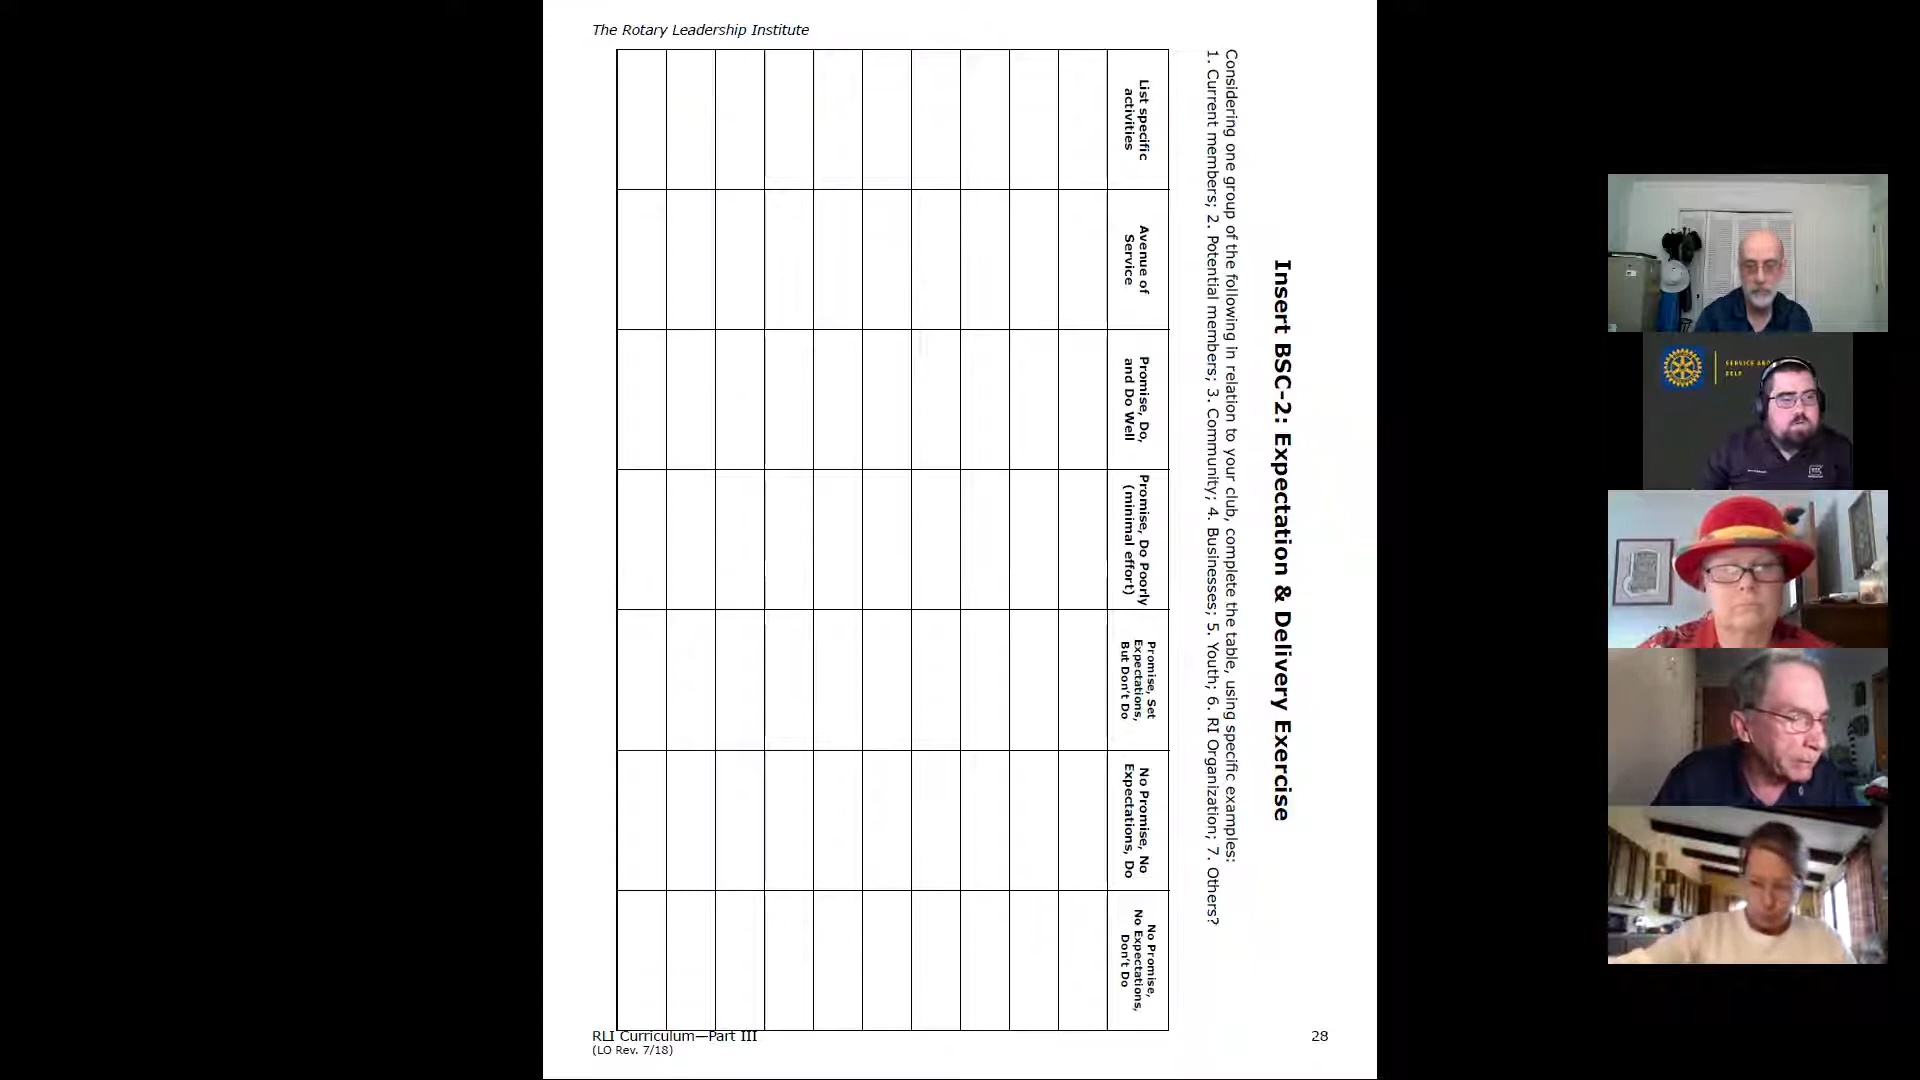 The Rotary Leadership Institute
Insert BSC-2: Expectation & Delivery Exercise
Considering one group of the following in relation to your club, complete the table, using specific examples:
1. Current members; 2. Potential members; 3. Community; 4. Businesses; 5. Youth; 6. RI Organization; 7. Others?
List specific
activities
Avenue of
Service
Promise, Do,
and Do Well
Promise, Do Poorly
(minimal effort)
Promise, Set
Expectations,
But Don't Do
No Promise, No
Expectations, Do
No Promise,
No Expectations,
Don't Do
RLI Curriculum—Part III
(LO Rev. 7/18)
28
SERVICE
SELF